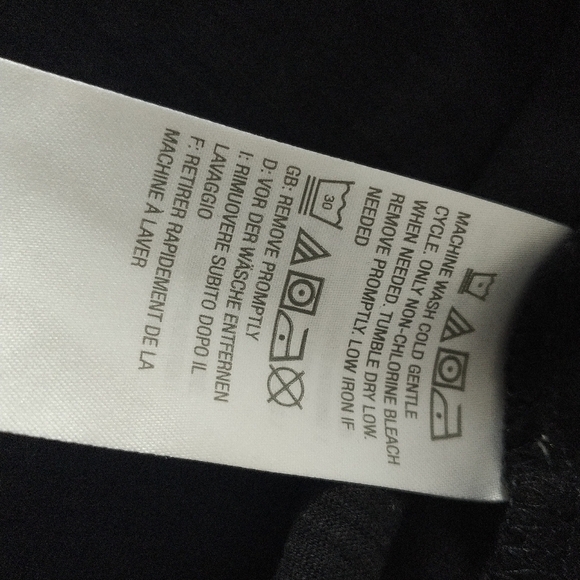 MACHINE WASH COLD GENTLE
CYCLE. ONLY NON-CHLORINE BLEACH
WHEN NEEDED. TUMBLE DRY LOW.
REMOVE PROMPTLY. LOW IRON IF
NEEDED
30
GB: REMOVE PROMPTLY
D: VOR DER WÄSCHE ENTFERNEN
I: RIMUOVERE SUBITO DOPO IL
LAVAGGIO
F: RETIRER RAPIDEMENT DE LA
MACHINE À LAVER